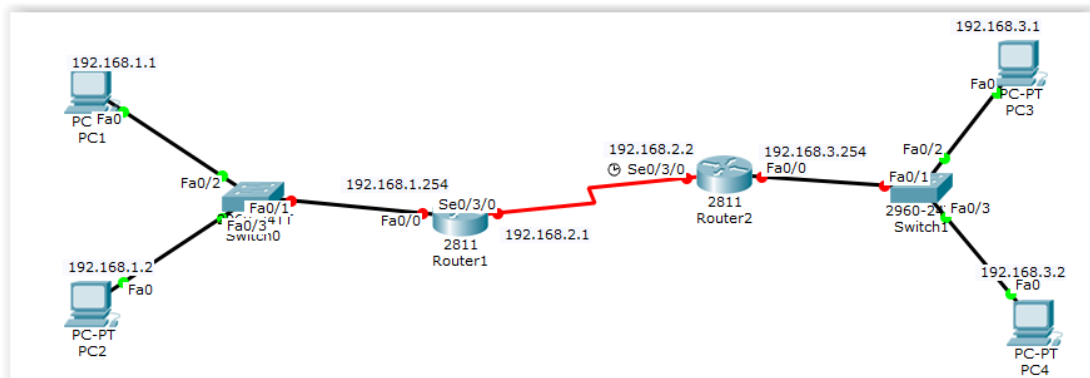 192.168.1.1
PC
Fa0
PC1
Fa0/2
192.168.1.254
Fa0/1
Fa0/3
Switch0
Fa0/0
Se0/3/0
2811
Router1
192.168.2.1
192.168.1.2
Fa0
PC-PT
PC2
192.168.2.2
Se0/3/0
192.168.3.254
Fa0/0
2811
Router2
192.168.3.1
Fa0
PC-PT
PC3
Fa0/2
Fa0/1
Fa0/3
Switch1
192.168.3.2
Fa0
PC-PT
PC4